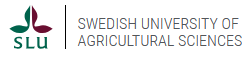 SLU
SWEDISH UNIVERSITY OF
AGRICULTURAL SCIENCES